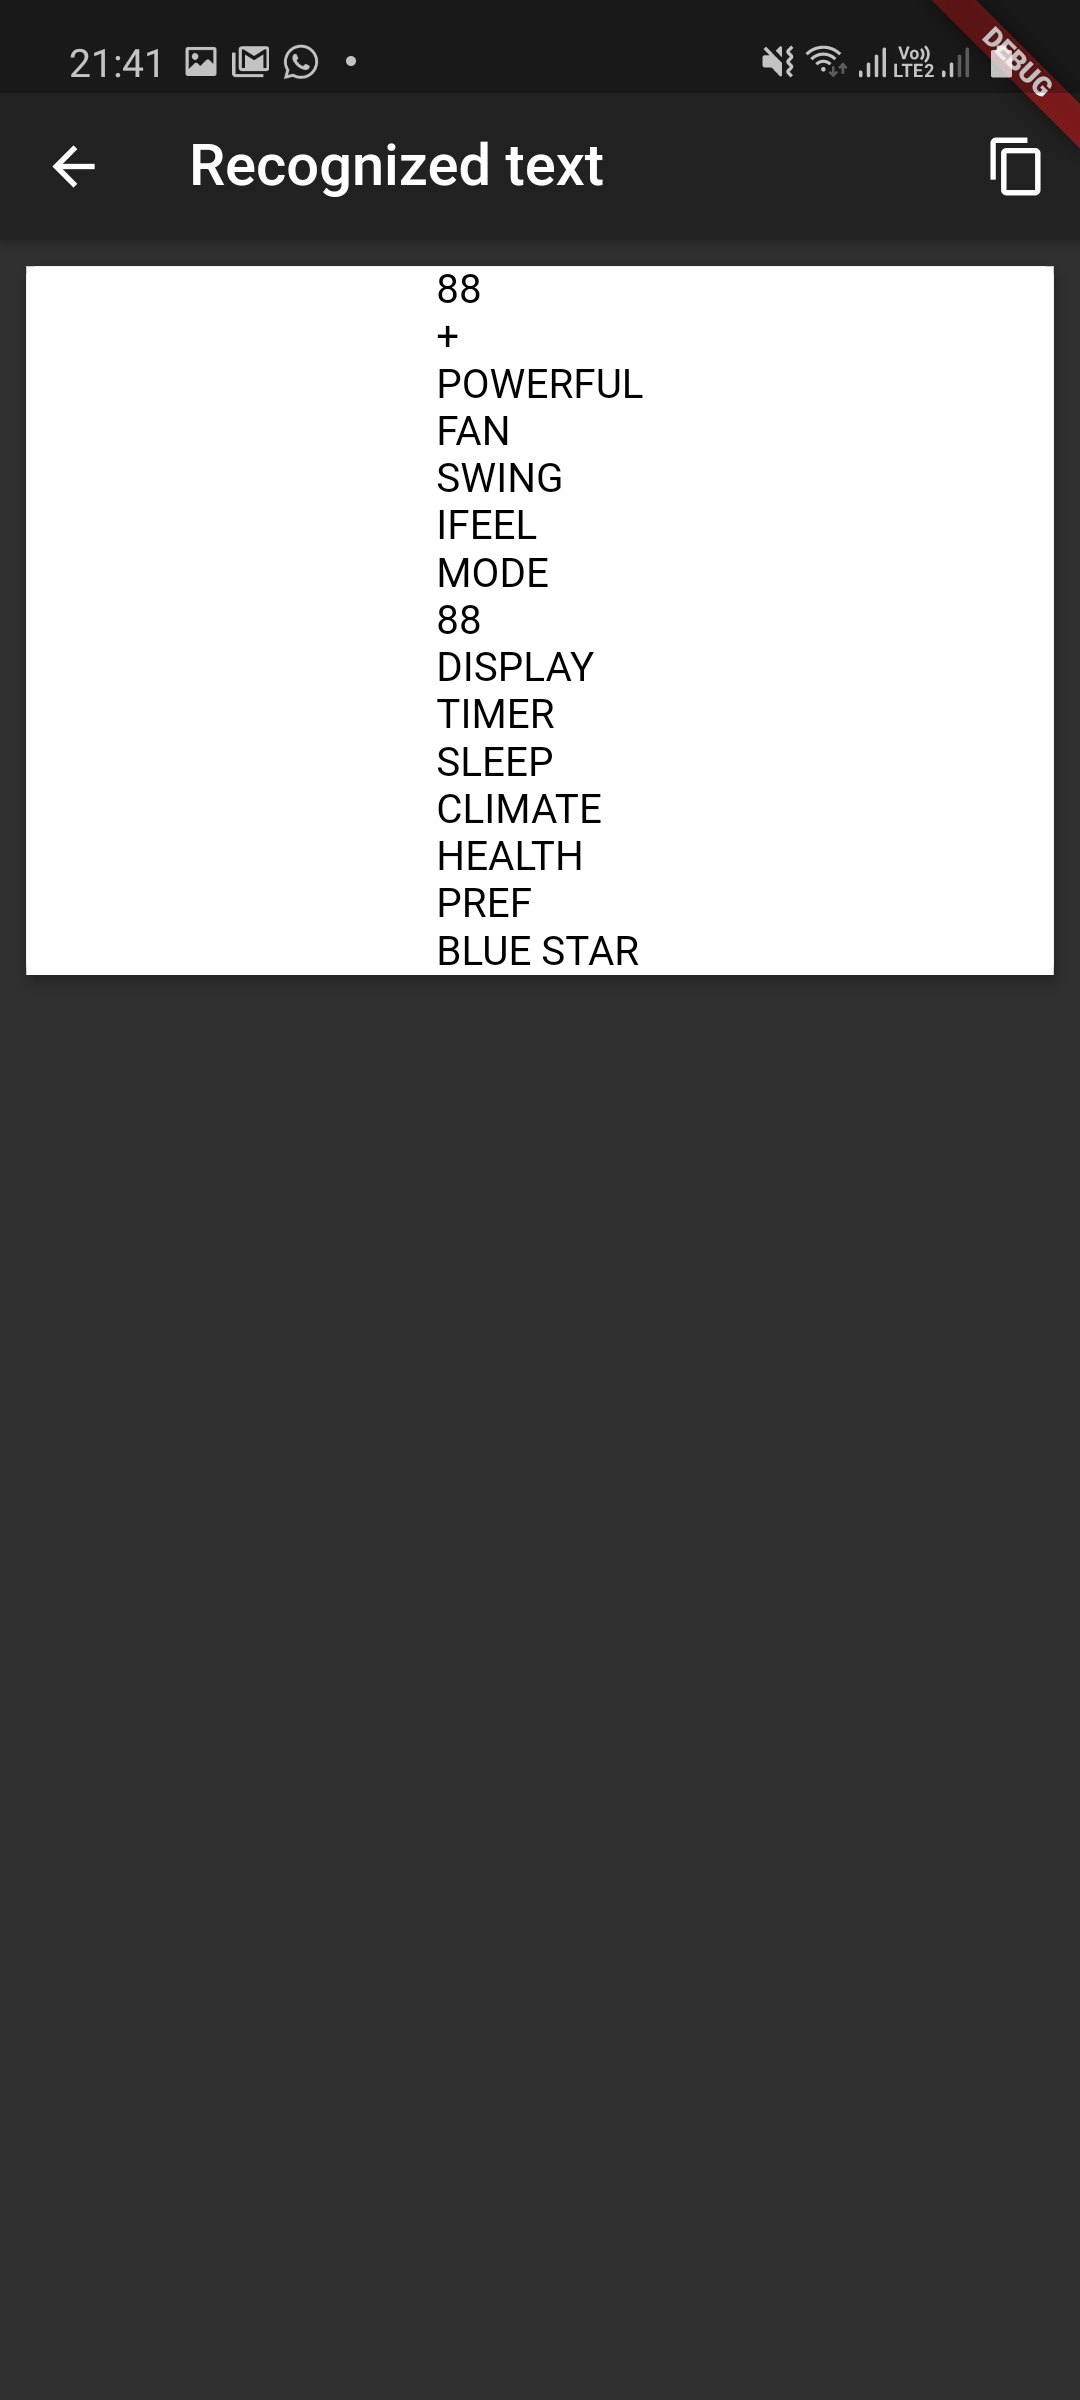 21:41
Vo)) LTE2
DEBUG
Recognized text
88
+
POWERFUL
FAN
SWING
IFEEL
MODE
88
DISPLAY
TIMER
SLEEP
CLIMATE
HEALTH
PREF
BLUE STAR